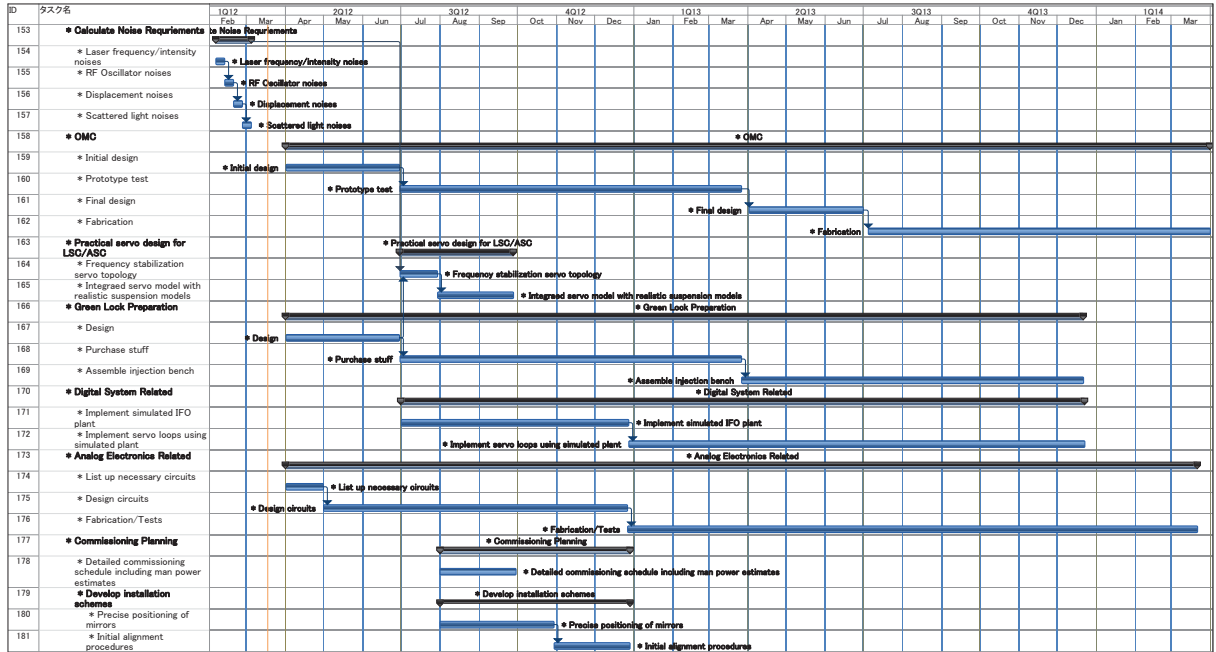 ID タスク名 1Q12 2Q12 3Q12 4Q12 1Q13 2Q13 3Q13 4Q13 1Q14
Feb Mar Apr May Jun Jul Aug Sep Oct Nov Dec Jan Feb Mar Apr May Jun Jul Aug Sep Oct Nov Dec Jan Feb Mar
153 * Calculate Noise Requriements te Noise Requriements
154 * Laser frequency/intensity
noises * Laser frequency/intensity noises
155 * RF Oscillator noises
* RF Oscillator noises
156 * Displacement noises
* Displacement noises
157 * Scattered light noises
* Scattered light noises
158 * OMC * OMC
159 * Initial design
* Initial design
160 * Prototype test
* Prototype test
161 * Final design
* Final design
162 * Fabrication
* Fabrication
163 * Practical servo design for * Practical servo design for LSC/ASC
LSC/ASC
164 * Frequency stabilization
servo topology * Frequency stabilization servo topology
165 * Integraed servo model with
realistic suspension models * Integraed servo model with realistic suspension models
166 * Green Lock Preparation * Green Lock Preparation
167 * Design
* Design
168 * Purchase stuff
* Purchase stuff
169 * Assemble injection bench
* Assemble injection bench
170 * Digital System Related * Digital System Related
171 * Implement simulated IFO
plant * Implement simulated IFO plant
172 * Implement servo loops using
simulated plant * Implement servo loops using simulated plant
173 * Analog Electronics Related * Analog Electronics Related
174 * List up necessary circuits
* List up necessary circuits
175 * Design circuits
* Design circuits
176 * Fabrication/Tests
* Fabrication/Tests
177 * Commissioning Planning * Commissioning Planning
178 * Detailed commissioning
schedule including man power * Detailed commissioning schedule including man power estimates
estimates
179 * Develop installation * Develop installation schemes
schemes
180 * Precise positioning of
mirrors * Precise positioning of mirrors
181 * Initial alignment
procedures * Initial alignment procedures